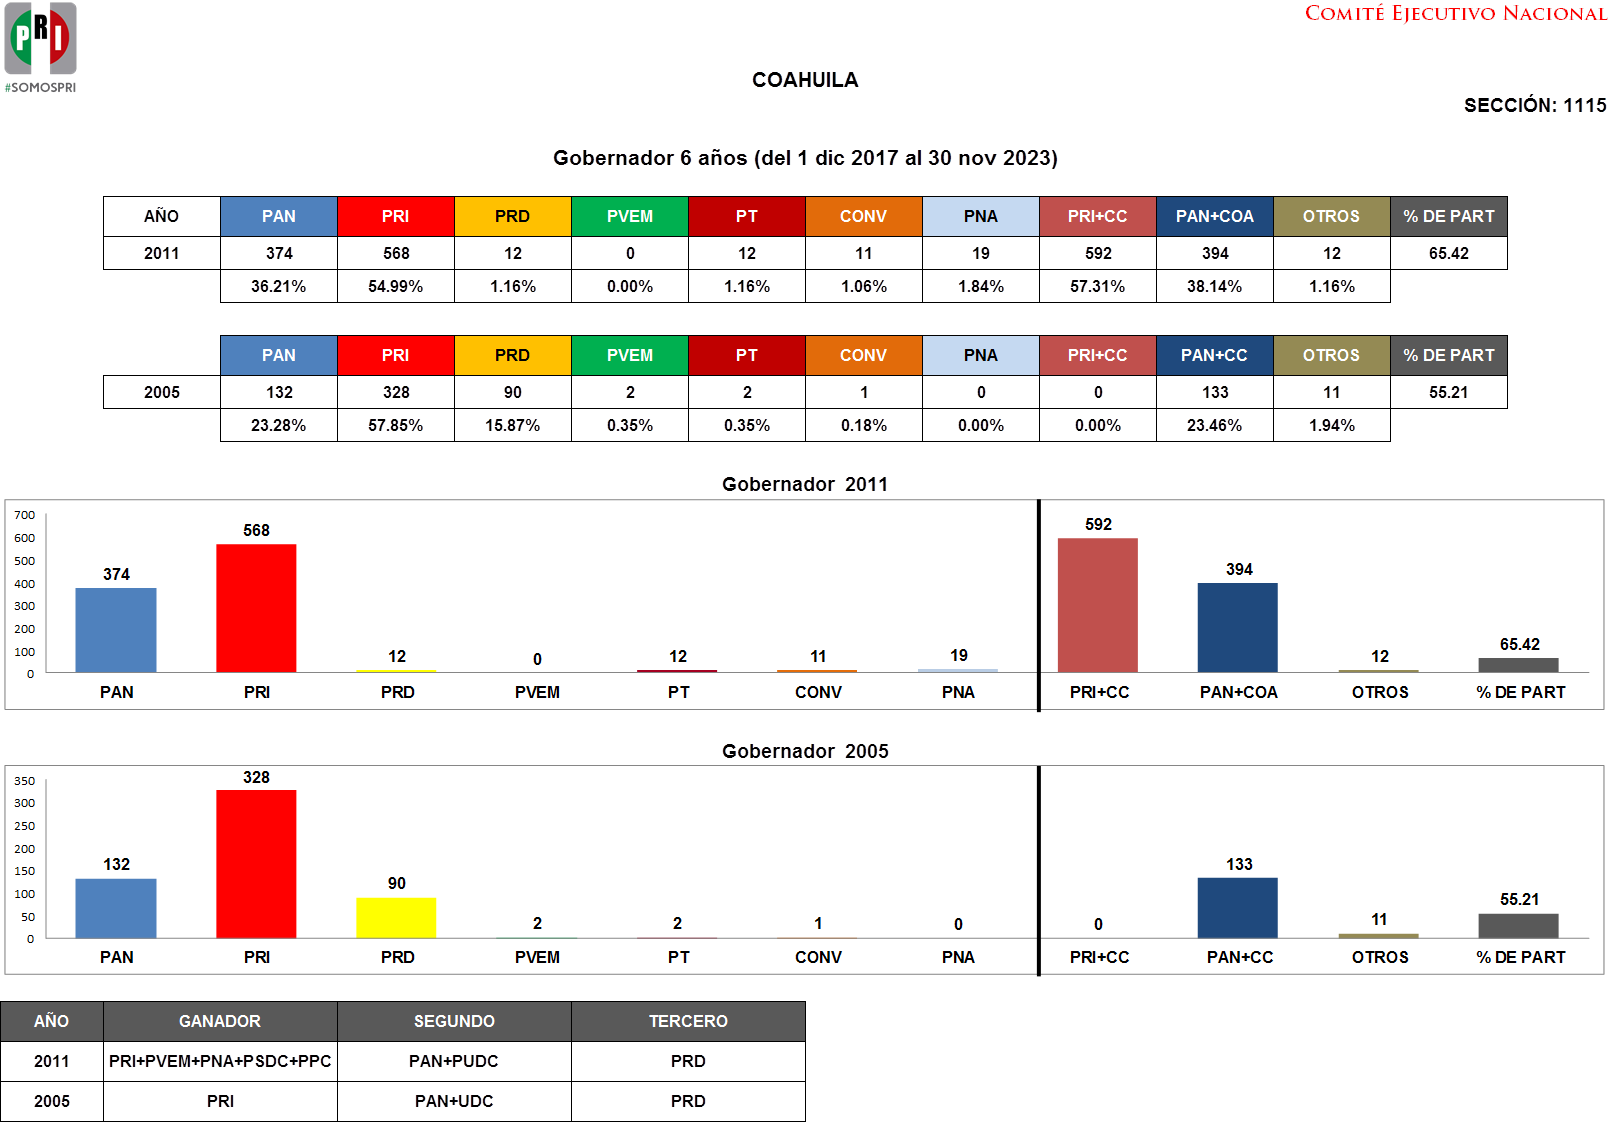 PRI
#SOMOSPRI
COMITÉ EJECUTIVO NACIONAL
COAHUILA
SECCIÓN: 1115
Gobernador 6 años (del 1 dic 2017 al 30 nov 2023)
AÑO PAN PRI PRD PVEM PT CONV PNA PRI+CC PAN+COA OTROS % DE PART
2011 374 568 12 0 12 11 19 592 394 12 65.42
36.21% 54.99% 1.16% 0.00% 1.16% 1.06% 1.84% 57.31% 38.14% 1.16%
PAN PRI PRD PVEM PT CONV PNA PRI+CC PAN+CC OTROS % DE PART
2005 132 328 90 2 2 1 0 0 133 11 55.21
23.28% 57.85% 15.87% 0.35% 0.35% 0.18% 0.00% 0.00% 23.46% 1.94%
Gobernador 2011
700
600
500
400
300
200
100
0
374 568 12 0 12 11 19 592 394 12 65.42
PAN PRI PRD PVEM PT CONV PNA PRI+CC PAN+COA OTROS % DE PART
Gobernador 2005
350
300
250
200
150
100
50
0
132 328 90 2 2 1 0 0 133 11 55.21
PAN PRI PRD PVEM PT CONV PNA PRI+CC PAN+CC OTROS % DE PART
AÑO GANADOR SEGUNDO TERCERO
2011 PRI+PVEM+PNA+PSDC+PPC PAN+PUDC PRD
2005 PRI PAN+UDC PRD